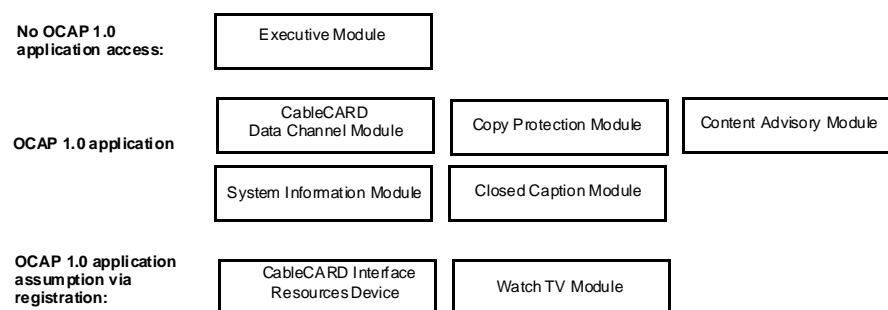 No OCAP 1.0
application access:
Executive Module
OCAP 1.0 application
CableCARD
Data Channel Module
Copy Protection Module
Content Advisory Module
System Information Module
Closed Caption Module
OCAP 1.0 application
assumption via
registration:
CableCARD Interface
Resources Device
Watch TV Module